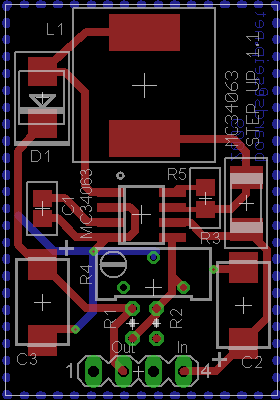 L1
D1
MC34063
STEP UP 1.1
R5
MC34063
C1
R3
R4
C3
R1
R2
C2
Out
In
1
4
+
+
+